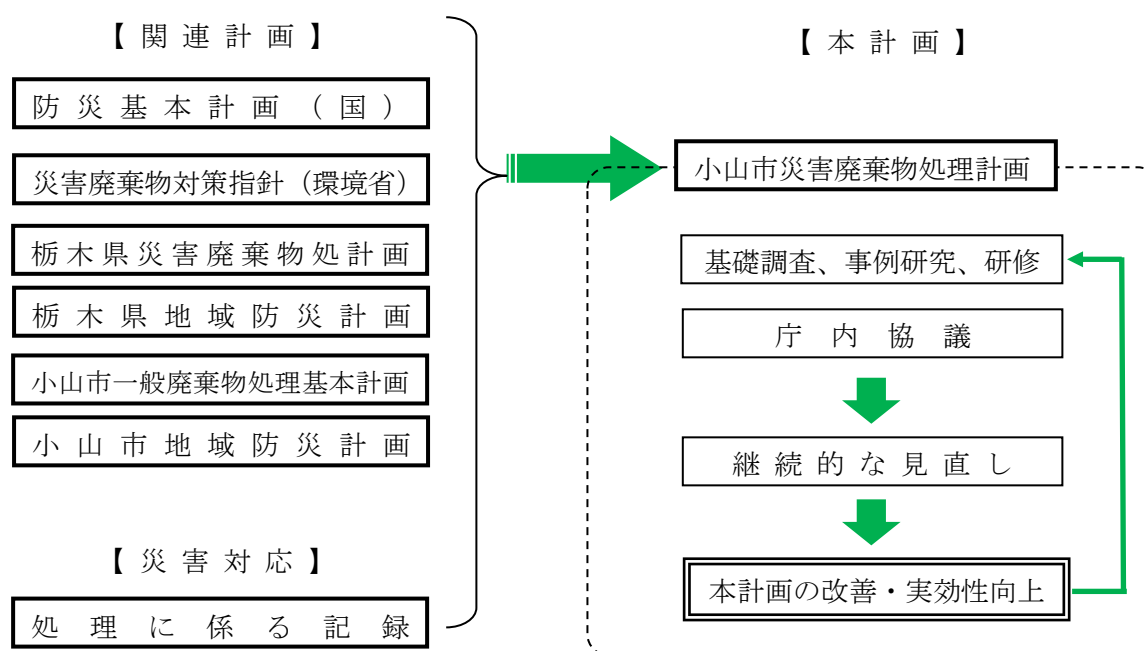 【関連計画】
防災基本計画（国）
災害廃棄物対策指針（環境省）
栃木県災害廃棄物処計画
栃木県地域防災計画
小山市一般廃棄物処理基本計画
小山市地域防災計画
【災害対応】
処理に係る記録
【本計画】
小山市災害廃棄物処理計画
基礎調査、事例研究、研修
庁内協議
継続的な見直し
本計画の改善・実効性向上